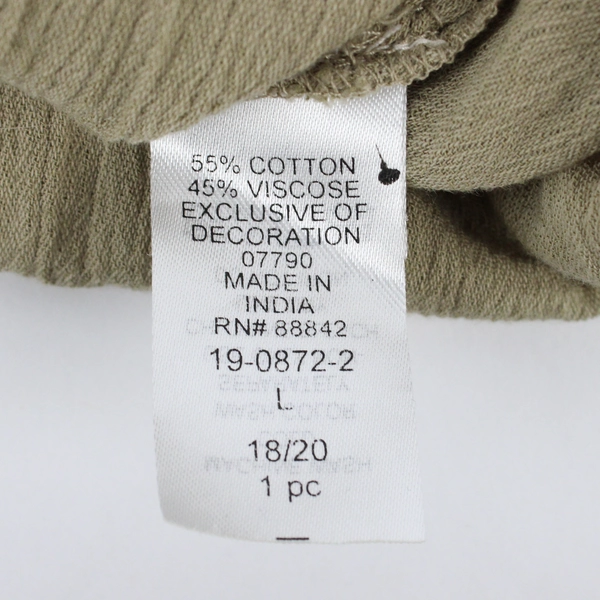 55% COTTON
45% VISCOSE
EXCLUSIVE OF
DECORATION
07790
MADE IN
INDIA
RN# 88842
19-0872-2
L
18/20
1 pc